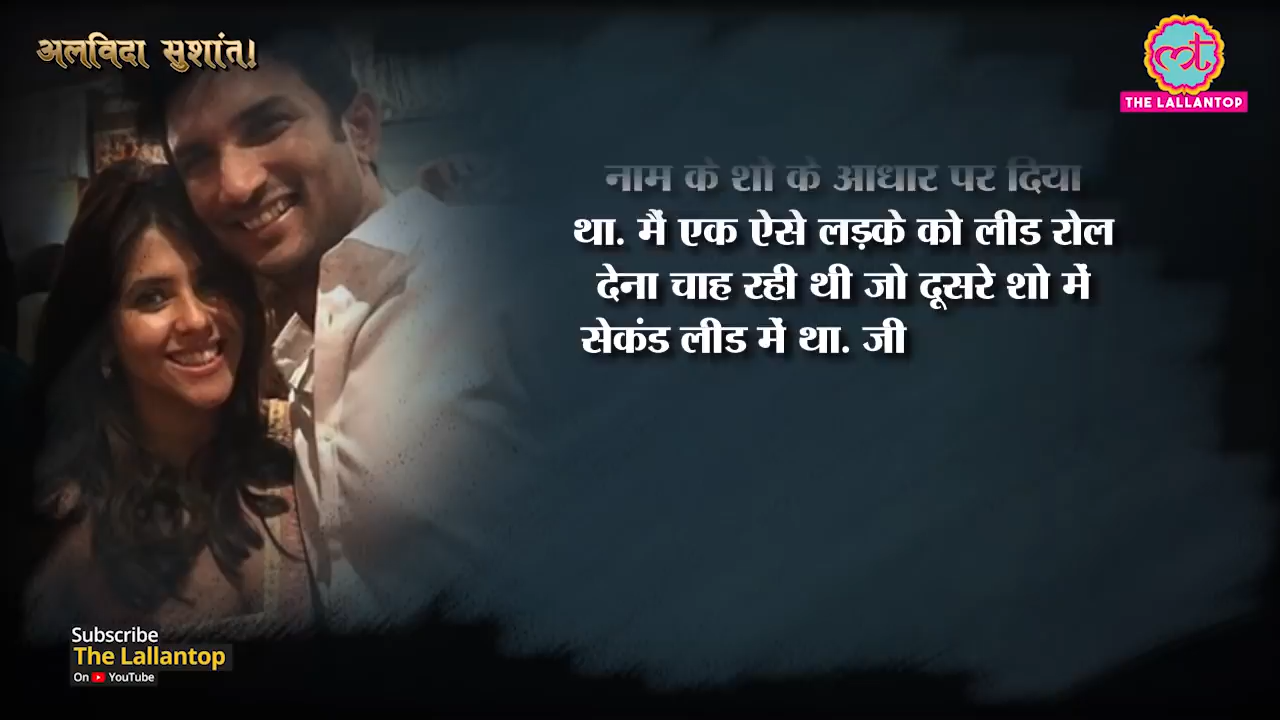 अलविदा सुशांत।
THE LALLANTOP
नाम के शो के आधार पर दिया
था. मैं एक ऐसे लड़के को लीड रोल
देना चाह रही थी जो दूसरे शो में
सेकंड लीड में था. जी
Subscribe
The Lallantop
On YouTube